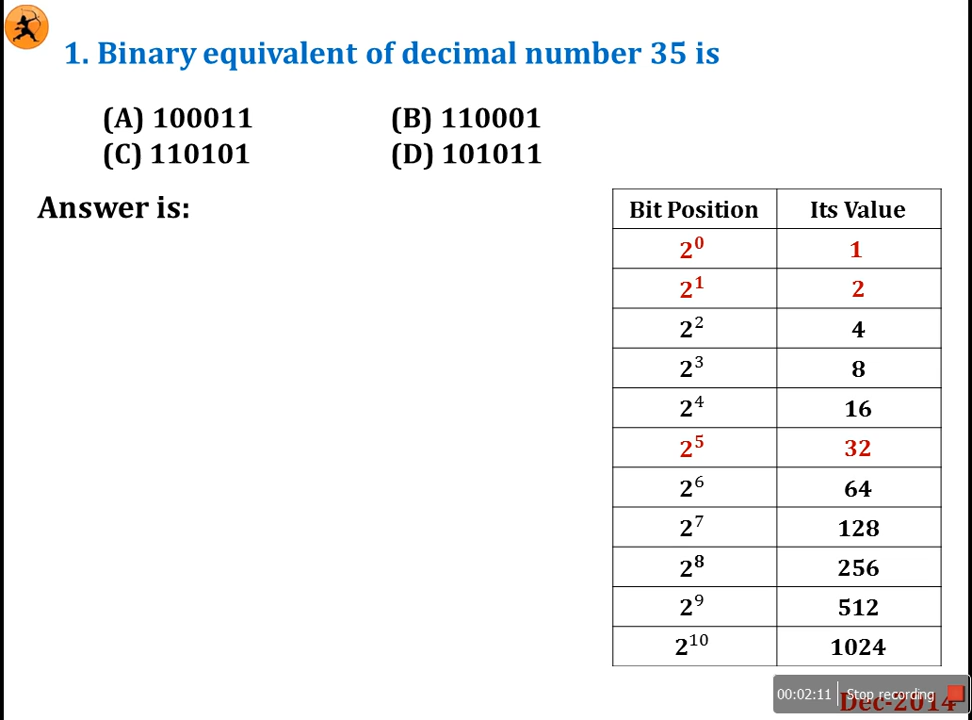 1. Binary equivalent of decimal number 35 is
(A) 100011 (B) 110001
(C) 110101 (D) 101011
Answer is:
Bit Position Its Value
2⁰ 1
2¹ 2
2² 4
2³ 8
2⁴ 16
2⁵ 32
2⁶ 64
2⁷ 128
2⁸ 256
2⁹ 512
2¹⁰ 1024
00:02:11 Stop recording
Dec-2014